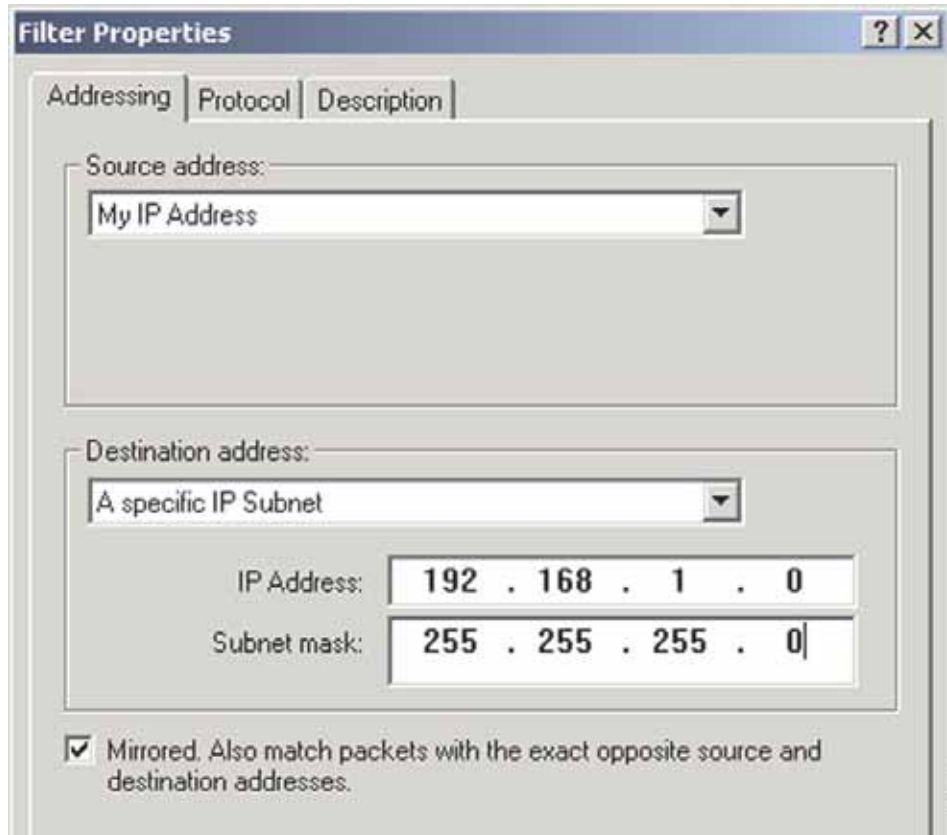 Filter Properties
Addressing Protocol Description
Source address:
My IP Address
Destination address:
A specific IP Subnet
IP Address: 192 . 168 . 1 . 0
Subnet mask: 255 . 255 . 255 . 0
Mirrored. Also match packets with the exact opposite source and
destination addresses.